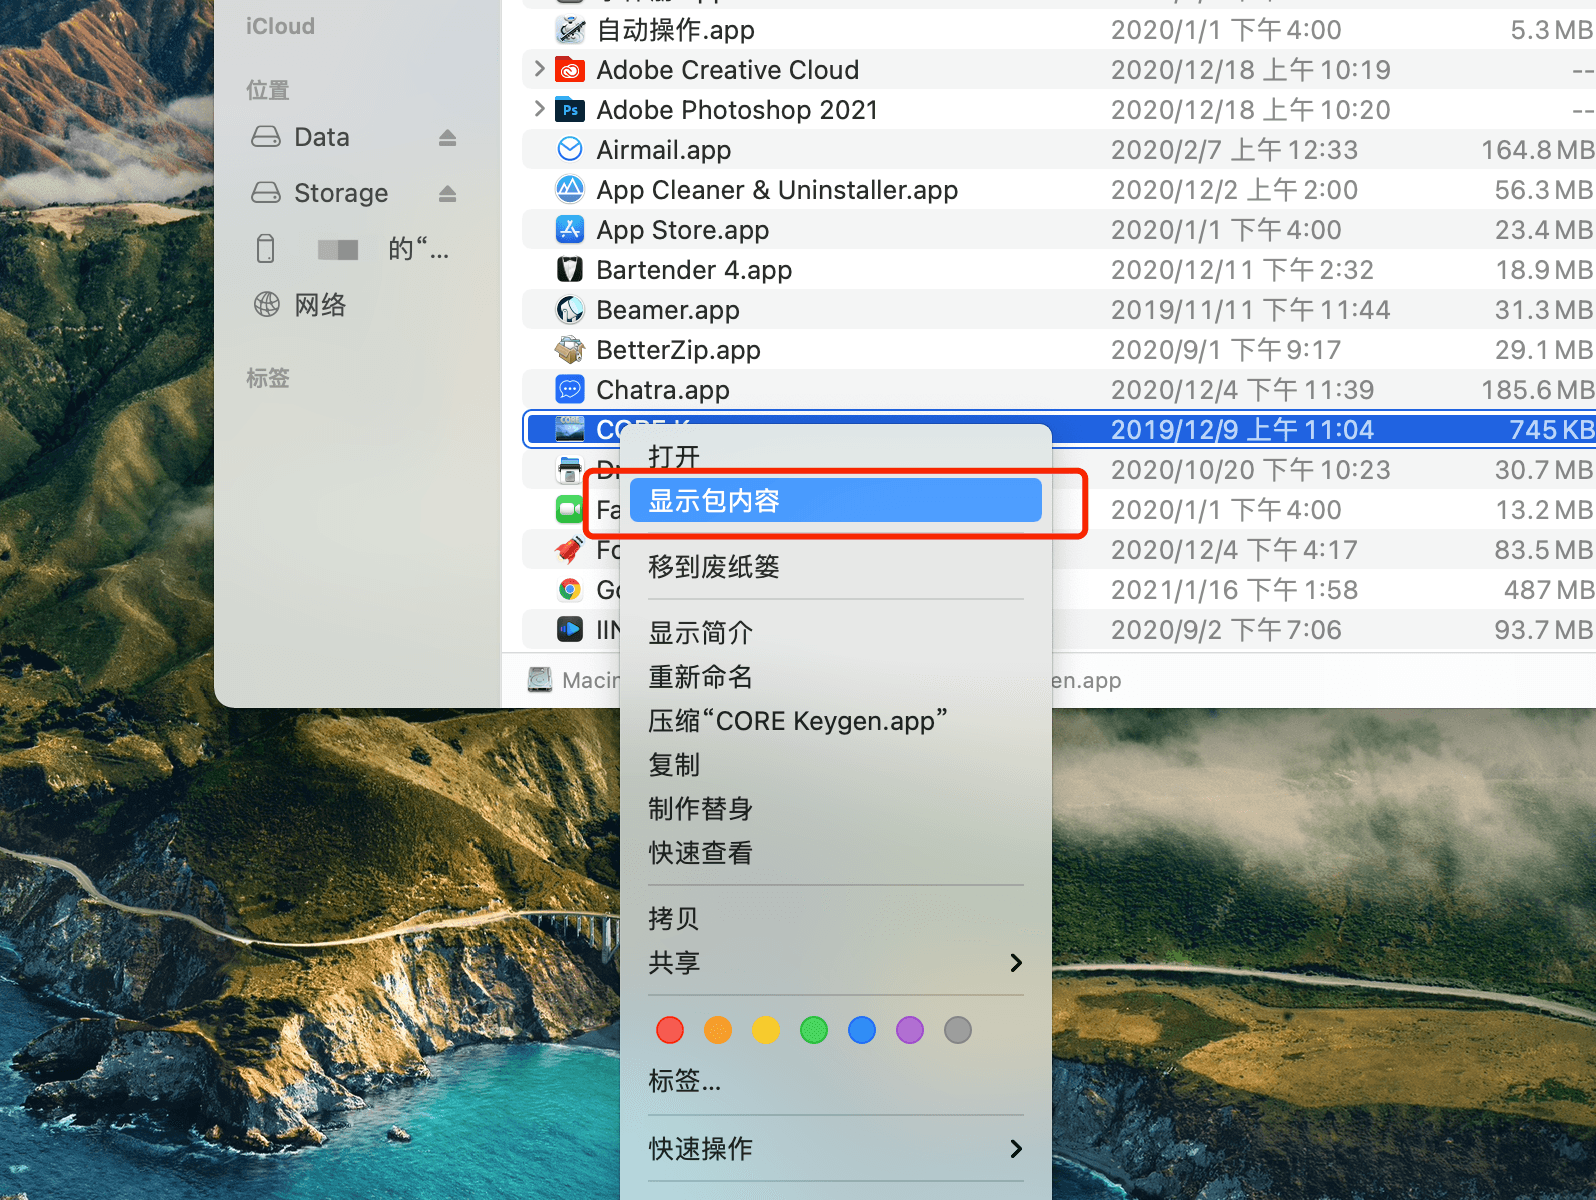 iCloud
位置
Data
Storage
的“...
网络
标签
自动操作.app 2020/1/1 下午4:00 5.3 MB
Adobe Creative Cloud 2020/12/18 上午10:19 --
Ps Adobe Photoshop 2021 2020/12/18 上午10:20 --
Airmail.app 2020/2/7 上午12:33 164.8 MB
App Cleaner & Uninstaller.app 2020/12/2 上午2:00 56.3 MB
App Store.app 2020/1/1 下午4:00 23.4 MB
Bartender 4.app 2020/12/11 下午2:32 18.9 MB
Beamer.app 2019/11/11 下午11:44 31.3 MB
BetterZip.app 2020/9/1 下午9:17 29.1 MB
Chatra.app 2020/12/4 下午11:39 185.6 MB
CORE K 2019/12/9 上午11:04 745 KB
2020/10/20 下午10:23 30.7 MB
Fa 2020/1/1 下午4:00 13.2 MB
Fo 2020/12/4 下午4:17 83.5 MB
Go 2021/1/16 下午1:58 487 MB
IIN 2020/9/2 下午7:06 93.7 MB
Macin
en.app
打开
显示包内容
移到废纸篓
显示简介
重新命名
压缩“CORE Keygen.app”
复制
制作替身
快速查看
拷贝
共享
标签...
快速操作